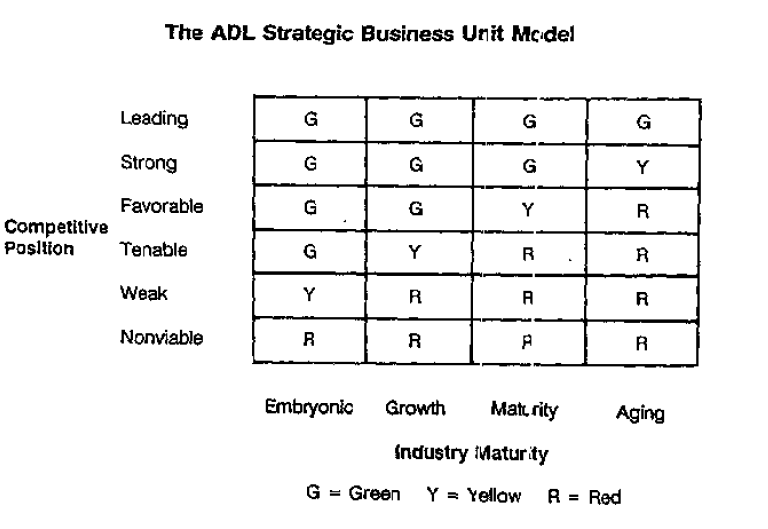 The ADL Strategic Business Unit Model
Leading G G G G
Strong G G G Y
Favorable G G Y R
Competitive
Position
Tenable G Y R R
Weak Y R R R
Nonviable R R R R
Embryonic Growth Maturity Aging
Industry Maturity
G = Green Y = Yellow R = Red